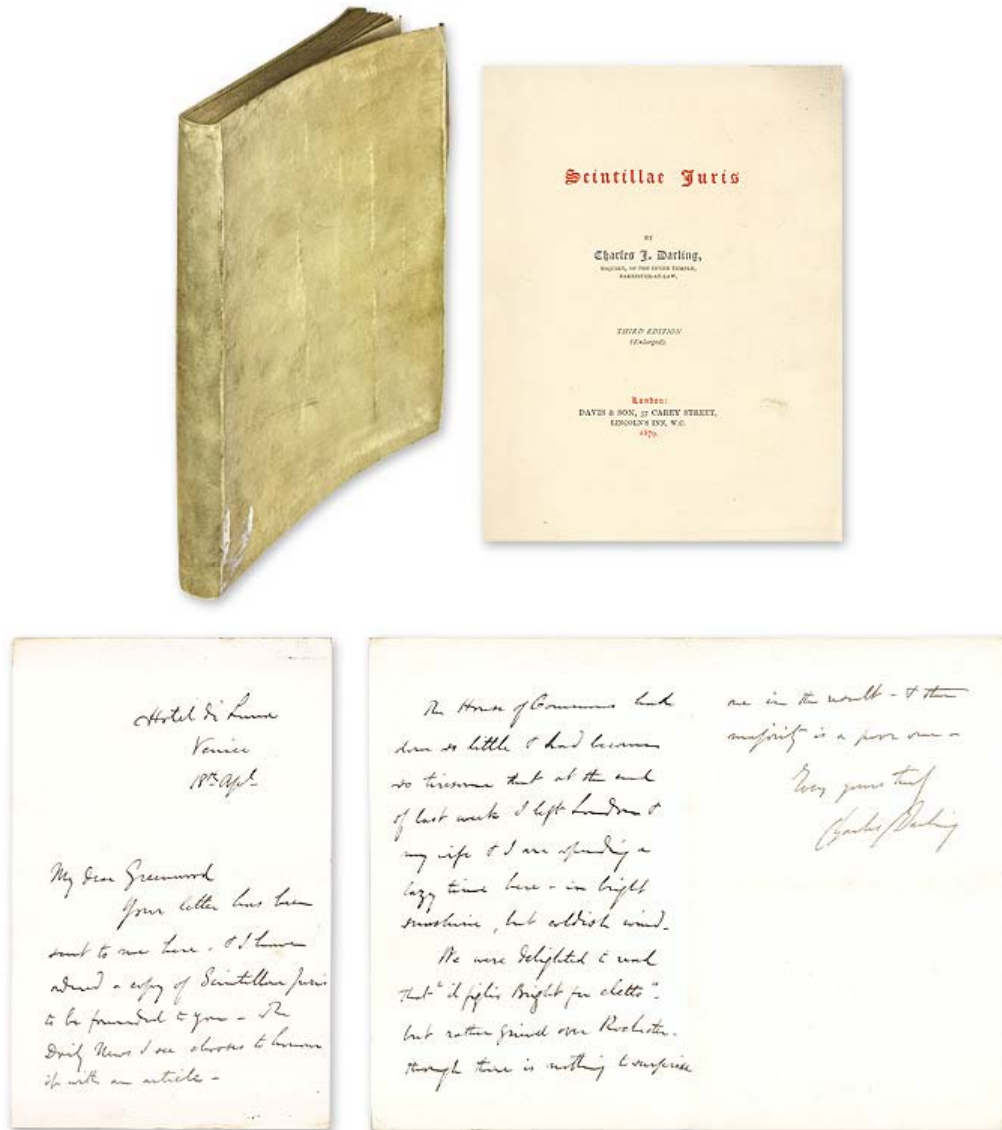 Scintillae Juris
BY
Charles J. Darling,
ESQUIRE, OF THE INNER TEMPLE,
BARRISTER-AT-LAW.
THIRD EDITION
(Enlarged).
London:
DAVIS & SON, 57 CAREY STREET,
LINCOLN'S INN, W.C.
1879.
Hotel di Luna
Venice
18th Apl.
My dear Greenwood
Your letter has been
sent to me here. & I have
ordered a copy of Scintillae Juris
to be forwarded to you - The
Daily News I see chooses to honour
it with an article -
The House of Commons had
done so little & had become
so tiresome that at the end
of last week I left London &
my wife & I are spending a
lazy time here - in bright
sunshine, but coldish wind.
We were delighted to read
that "il figlio Bright fu eletto" -
but rather grieved over Rochester -
though there is nothing to surprise
me in the result - & the
majority is a poor one -
Ever yours
Charles Darling